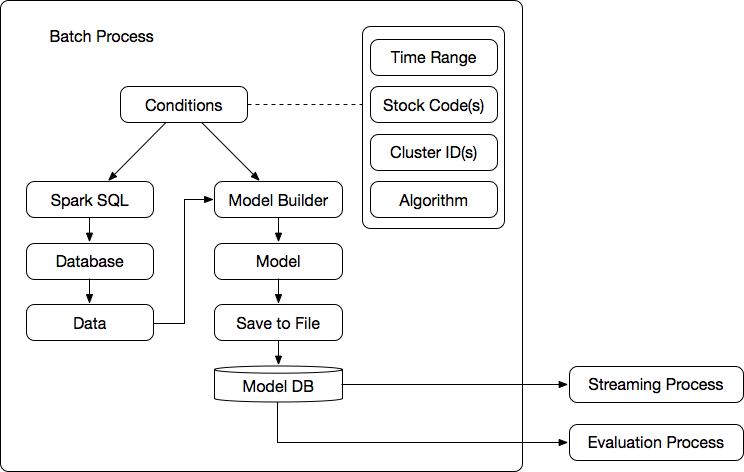 Batch Process
Time Range
Conditions
Stock Code(s)
Cluster ID(s)
Spark SQL
Model Builder
Algorithm
Database
Model
Data
Save to File
Model DB
Streaming Process
Evaluation Process